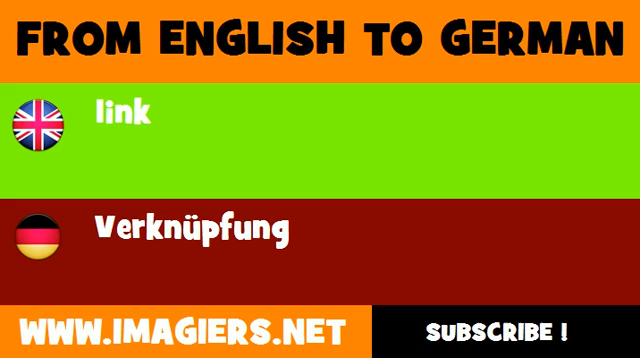 FROM ENGLISH TO GERMAN
link
Verknüpfung
WWW.IMAGIERS.NET
SUBSCRIBE !